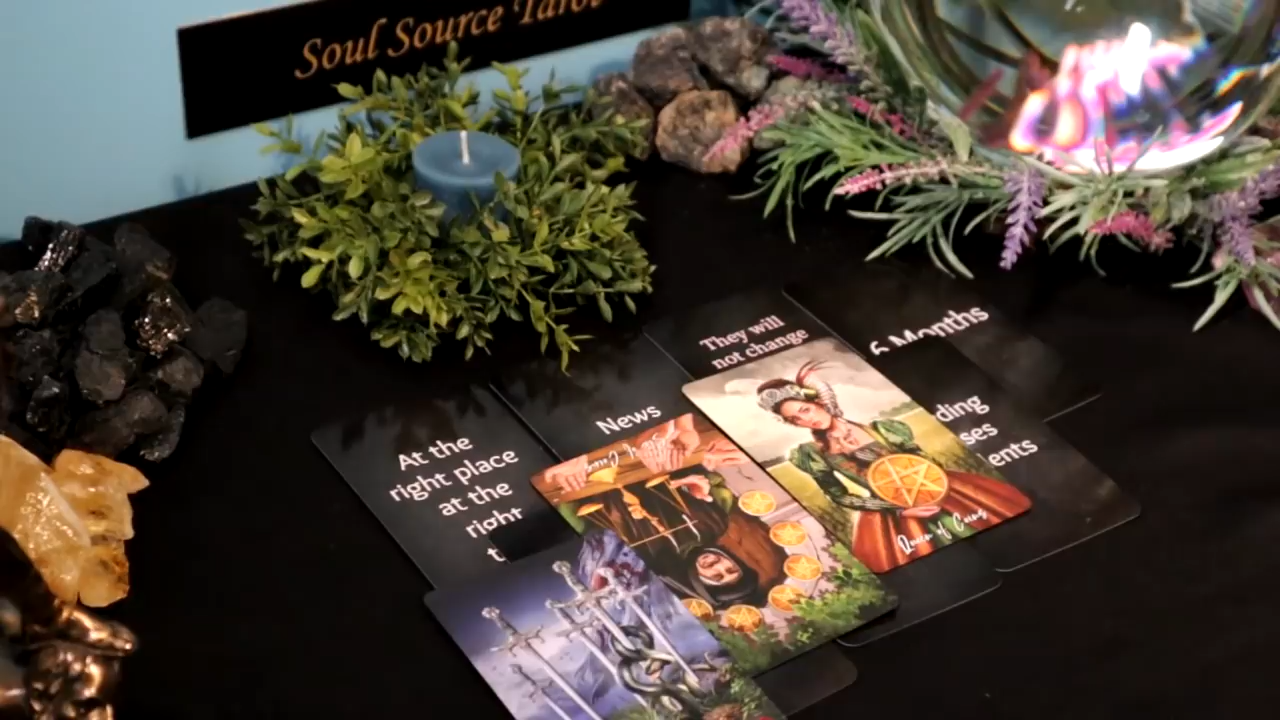 Soul Source Tarot
They will
not change
6 Months
News
At the
right place
at the
right
t
ding
ses
ents
Queen of Coins